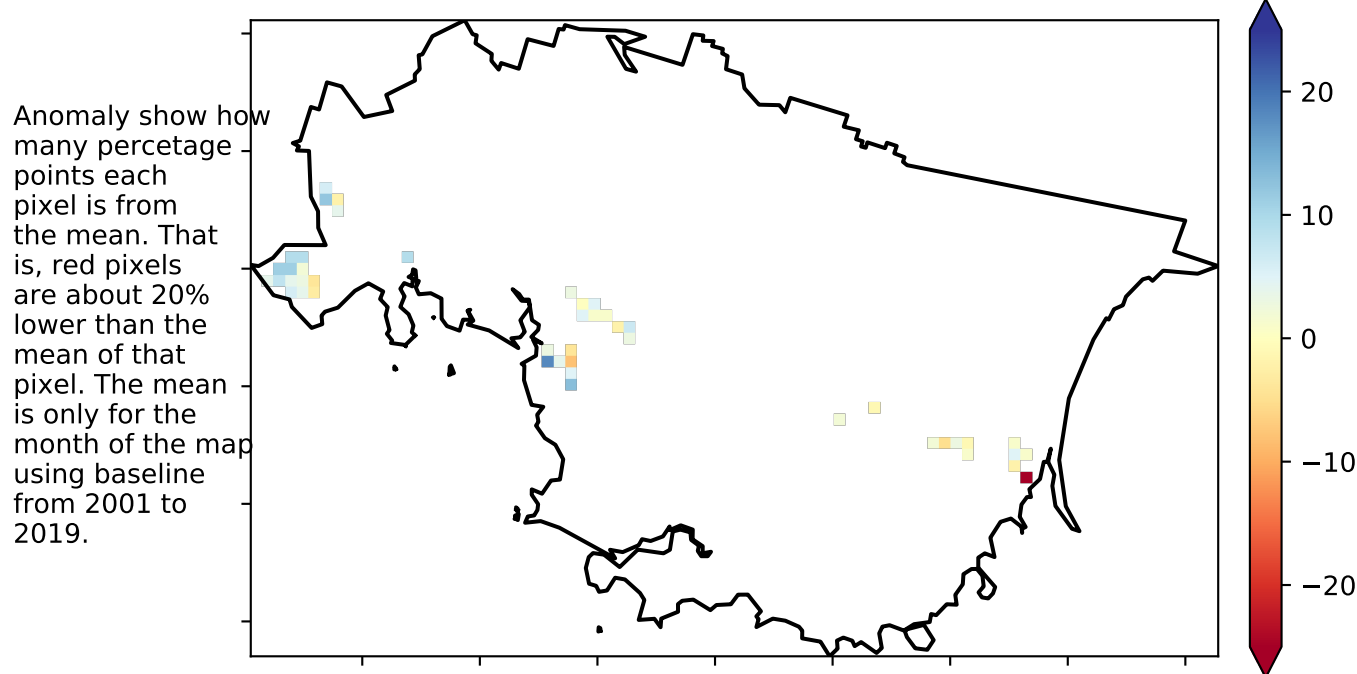 Anomaly show how
many percetage
points each
pixel is from
the mean. That
is, red pixels
are about 20%
lower than the
mean of that
pixel. The mean
is only for the
month of the map
using baseline
from 2001 to
2019.
20
10
0
−10
−20